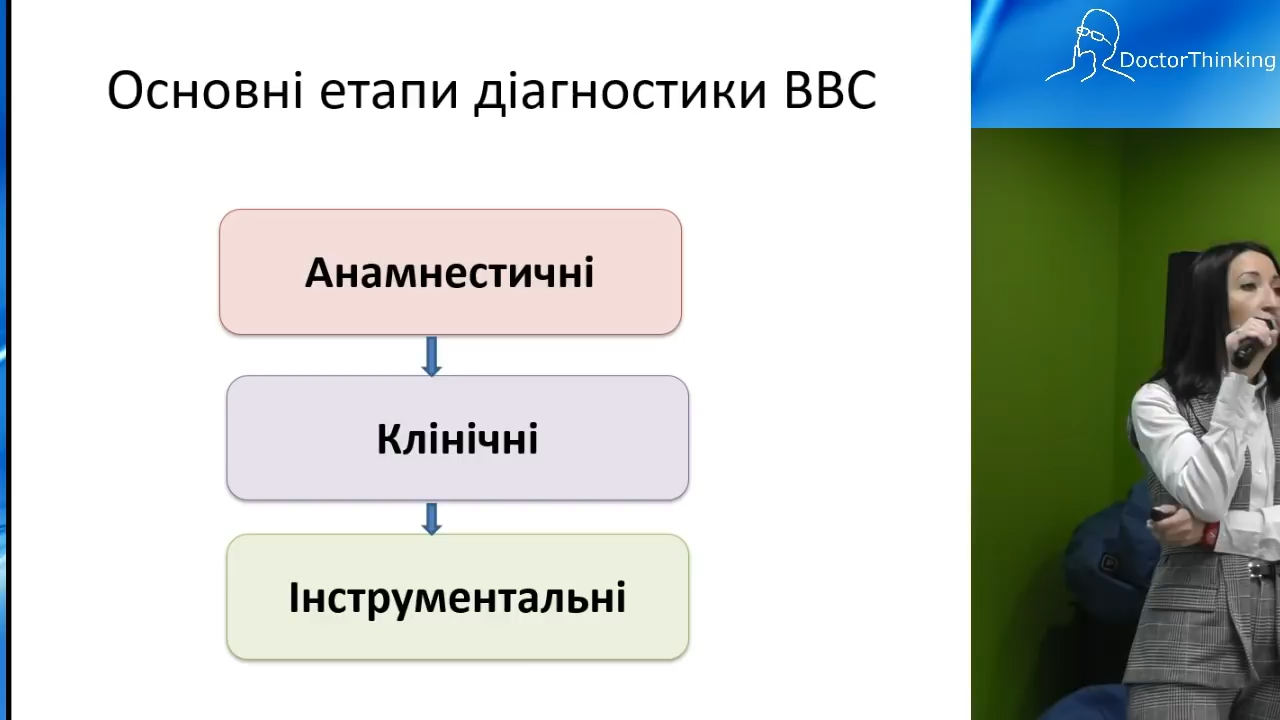 Основні етапи діагностики ВВС
DoctorThinking
Анамнестичні
Клінічні
Інструментальні